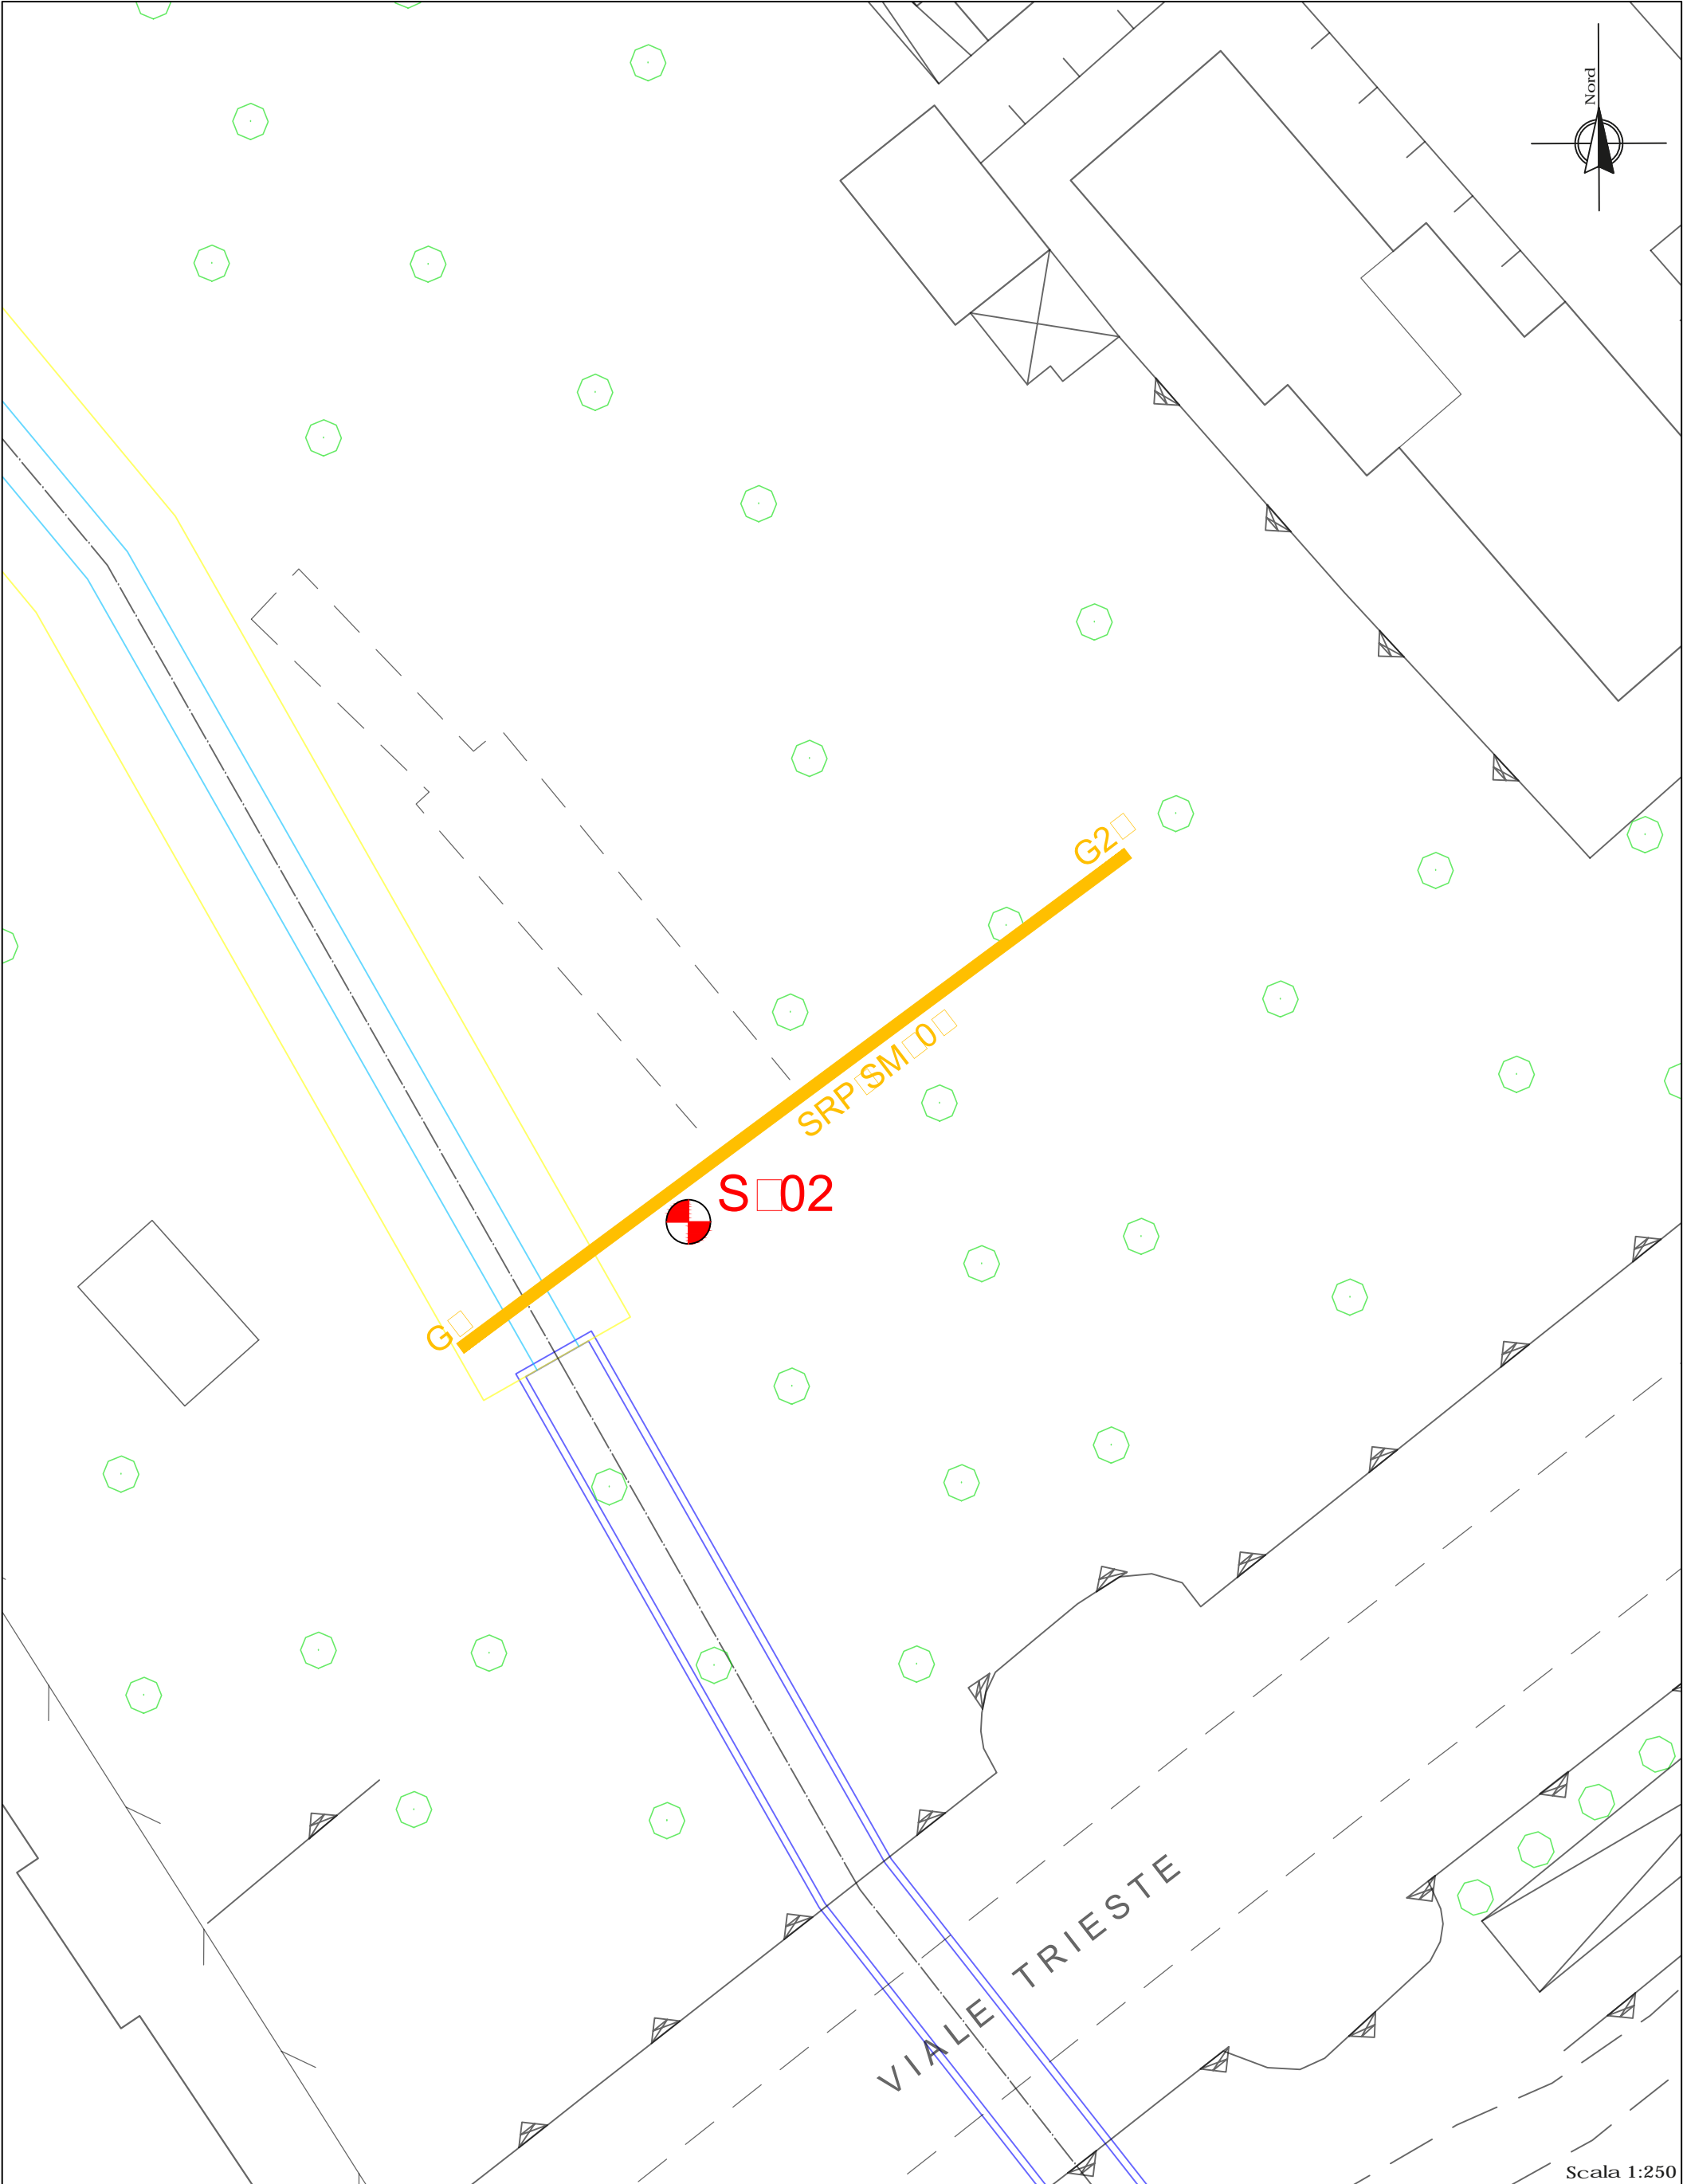 Nord
G2□
SRP□SM□0□
S□02
G□
VIALE TRIESTE
Scala 1:250